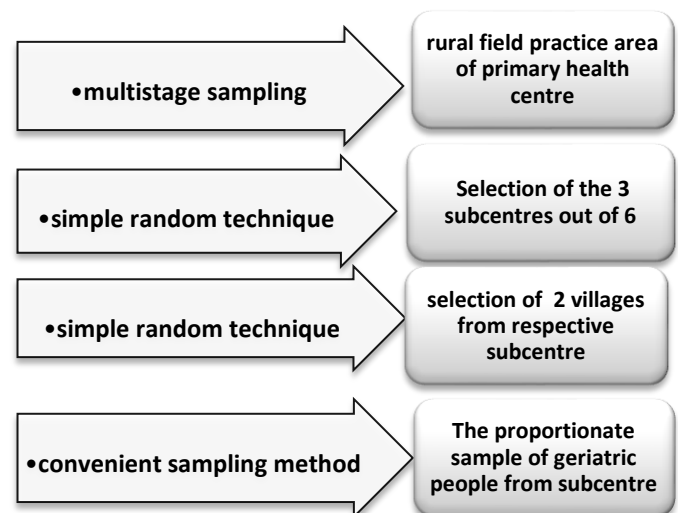 •multistage sampling
rural field practice area
of primary health
centre
•simple random technique
Selection of the 3
subcentres out of 6
•simple random technique
selection of 2 villages
from respective
subcentre
•convenient sampling method
The proportionate
sample of geriatric
people from subcentre